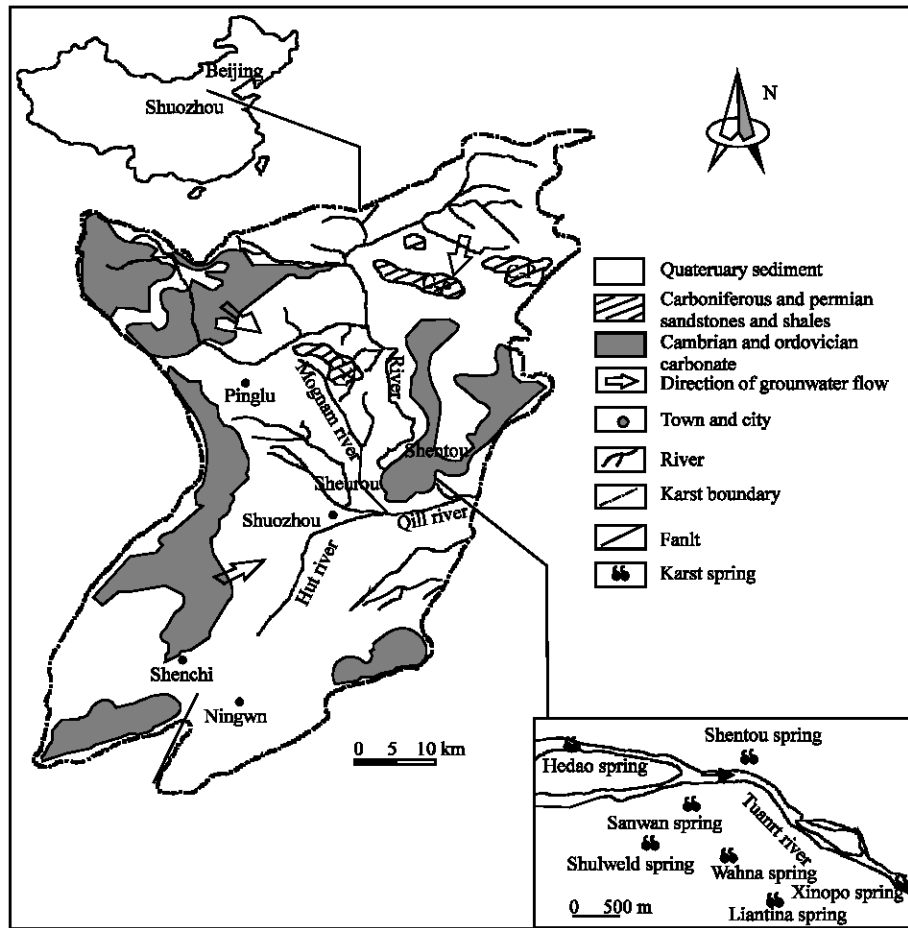 Beijing
Shuozhou
N
Quateruary sediment
Carboniferous and permian
sandstones and shales
Cambrian and ordovician
carbonate
Direction of grounwater flow
Town and city
River
Karst boundary
Fanlt
Karst spring
Pinglu
Mognam river
River
Shentou
Sheurou
Shuozhou
Qill river
Hut river
Shenchi
Ningwn
0 5 10 km
Shentou spring
Hedao spring
Sanwan spring
Tuanrt river
Shulweld spring
Wahna spring
Xinopo spring
Liantina spring
0 500 m